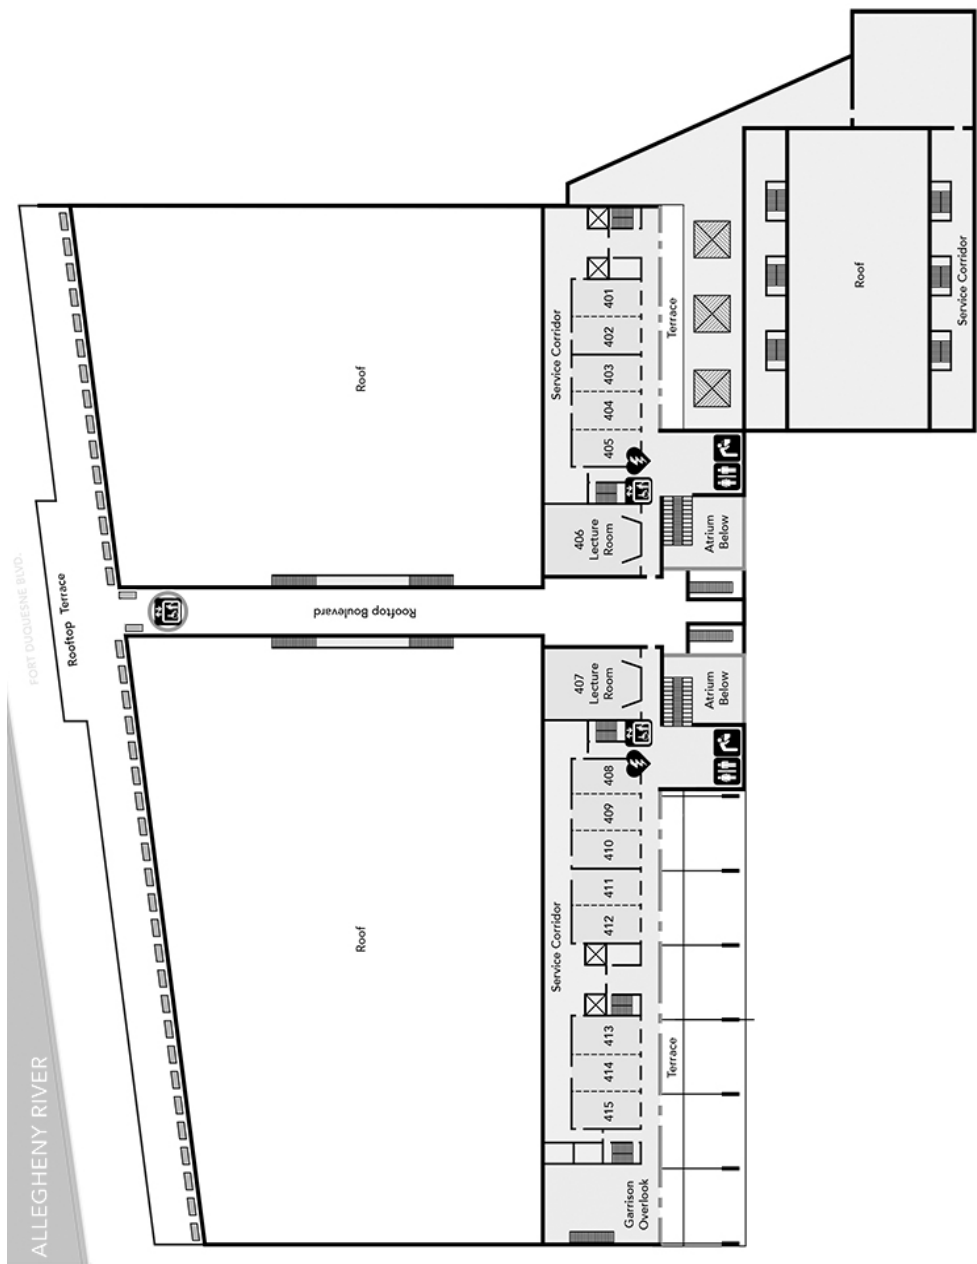 ALLEGHENY RIVER
FORT DUQUESNE BLVD.
Rooftop Terrace
Roof
Roof
Rooftop Boulevard
Service Corridor
401
402
403
404
405
406
Lecture
Room
Terrace
Atrium
Below
Roof
Service Corridor
407
Lecture
Room
Atrium
Below
408
409
410
411
412
Service Corridor
413
414
415
Terrace
Garrison
Overlook